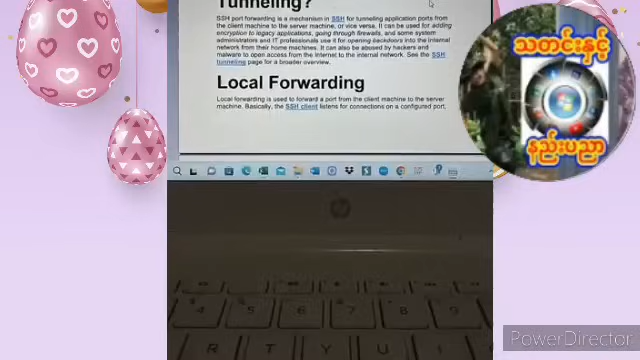 Tunneling?
SSH port forwarding is a mechanism in SSH for tunneling application ports from
the client machine to the server machine, or vice versa. It can be used for adding
encryption to legacy applications, going through firewalls, and some system
administrators and IT professionals use it for opening backdoors into the internal
network from their home machines. It can also be abused by hackers and
malware to open access from the Internet to the internal network. See the SSH
tunneling page for a broader overview.
Local Forwarding
Local forwarding is used to forward a port from the client machine to the server
machine. Basically, the SSH client listens for connections on a configured port,
သတင်းနှင့်
နည်းပညာ
4 5 6 7 8 9
R T Y U I
PowerDirector